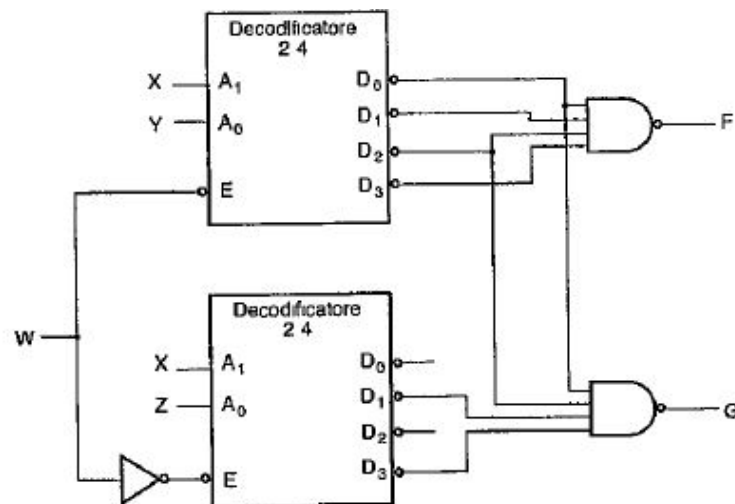 Decodificatore
2 4
X A1 D0
D1
Y A0
D2
E D3
F
Decodificatore
2 4
W
X A1 D0
D1
Z A0
D2
E D3
G